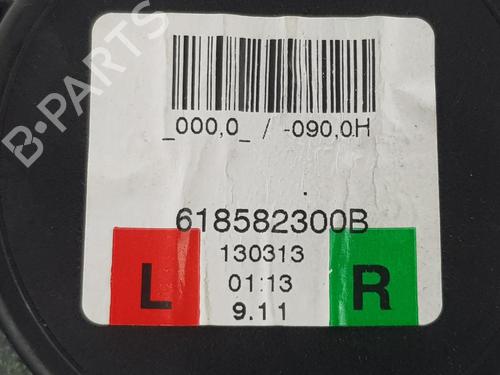 B-PARTS
_000,0_ / -090,0H
618582300B
130313
01:13
9.11
L
R